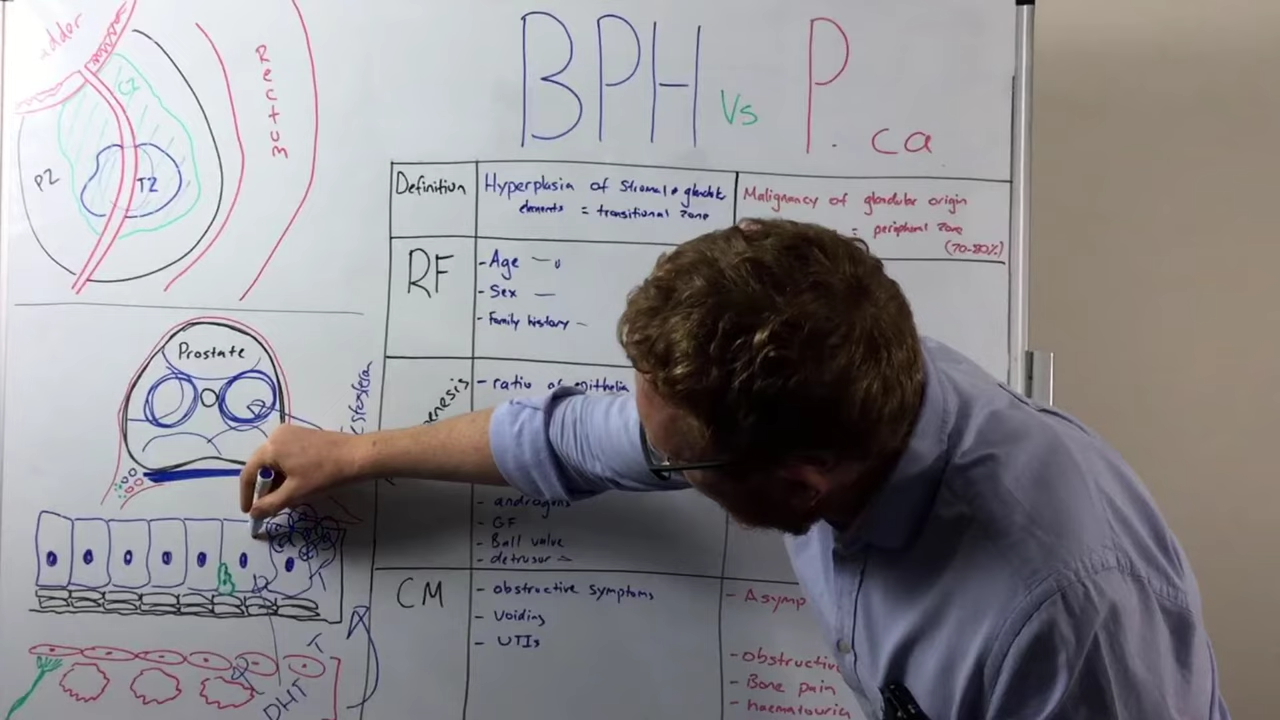 BPH vs P. ca
Rectum
CZ
PZ
TZ
Prostate
Definition
Hyperplasia of stromal + glandular
elements = transitional zone
Malignancy of glandular origin
= peripheral zone
(70-80%)
RF
- Age
- Sex
- Family history
- ratio of epithelia
- androgens
- GF
- Ball valve
- detrusor
CM
- obstructive symptoms
- Voiding
- UTIs
- Asymp
- obstructive
- Bone pain
- haematouria
T
T
DHT